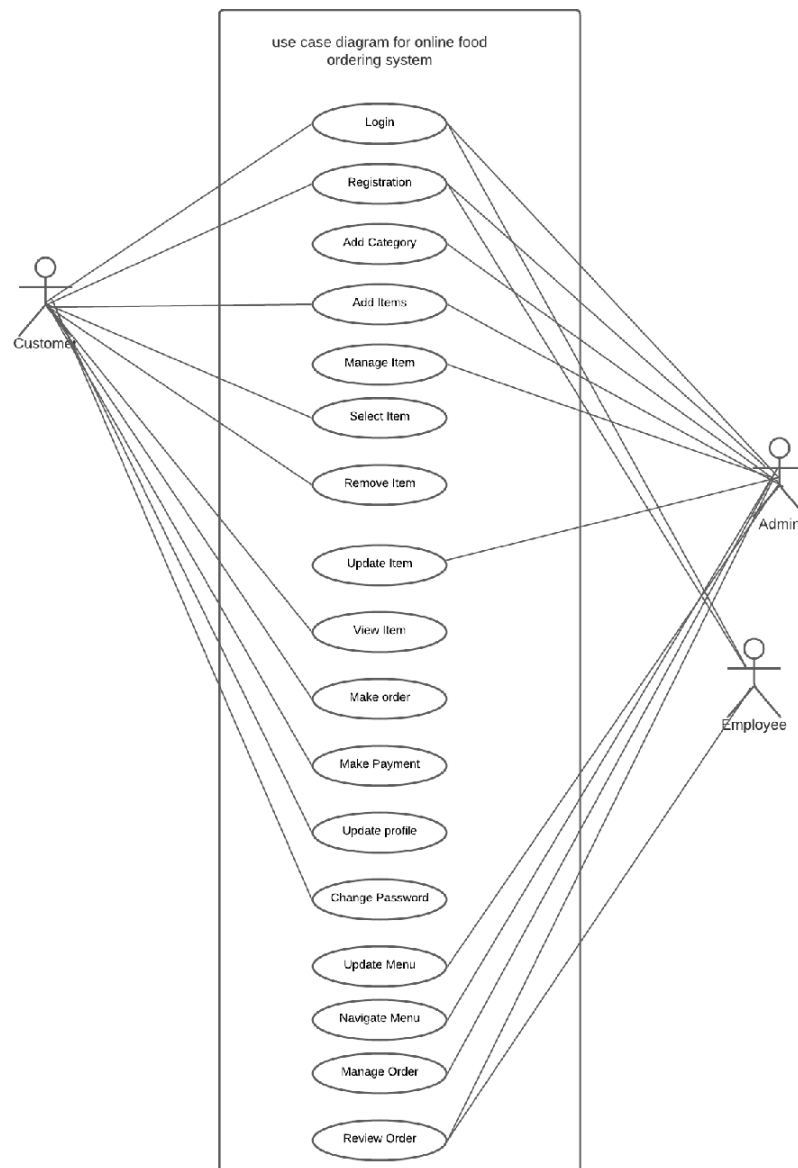 use case diagram for online food
ordering system
Login
Registration
Add Category
Add Items
Customer
Manage Item
Select Item
Remove Item
Admin
Update Item
View Item
Make order
Employee
Make Payment
Update profile
Change Password
Update Menu
Navigate Menu
Manage Order
Review Order